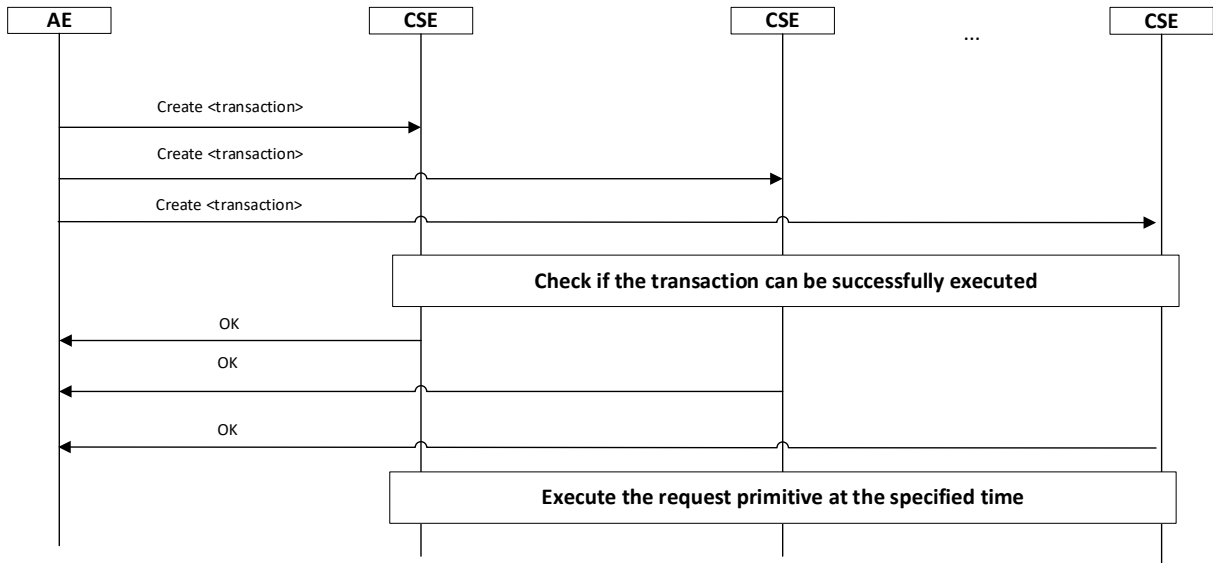 AE
CSE
CSE
...
CSE
Create <transaction>
Create <transaction>
Create <transaction>
Check if the transaction can be successfully executed
OK
OK
OK
Execute the request primitive at the specified time